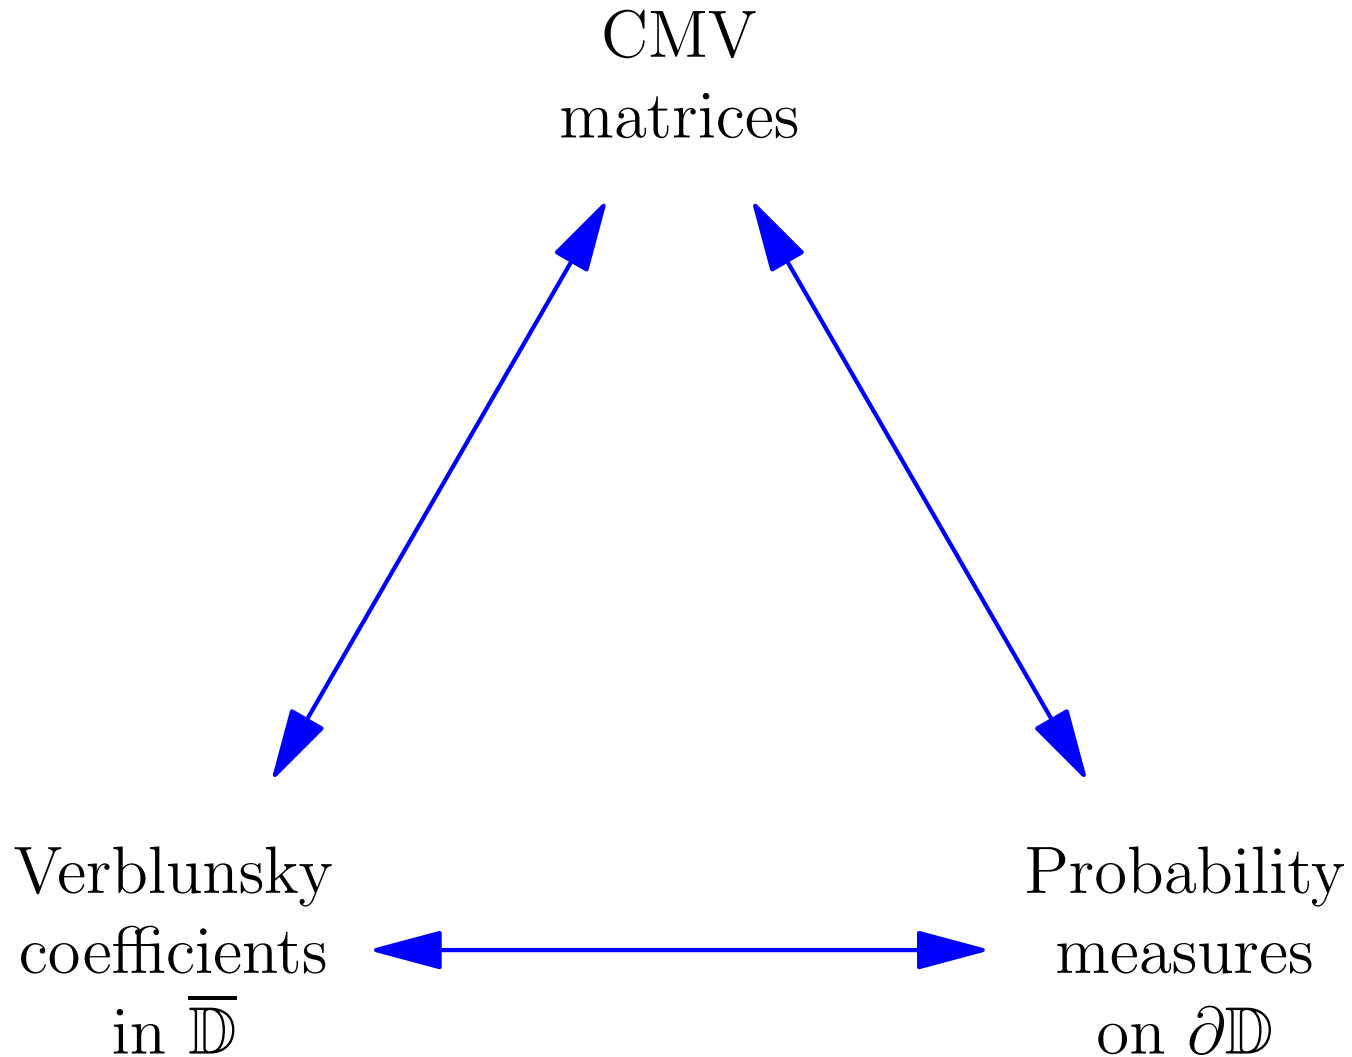 CMV
matrices
Verblunsky
coefficients
in $\overline{\mathbb{D}}$
Probability
measures
on $\partial\mathbb{D}$